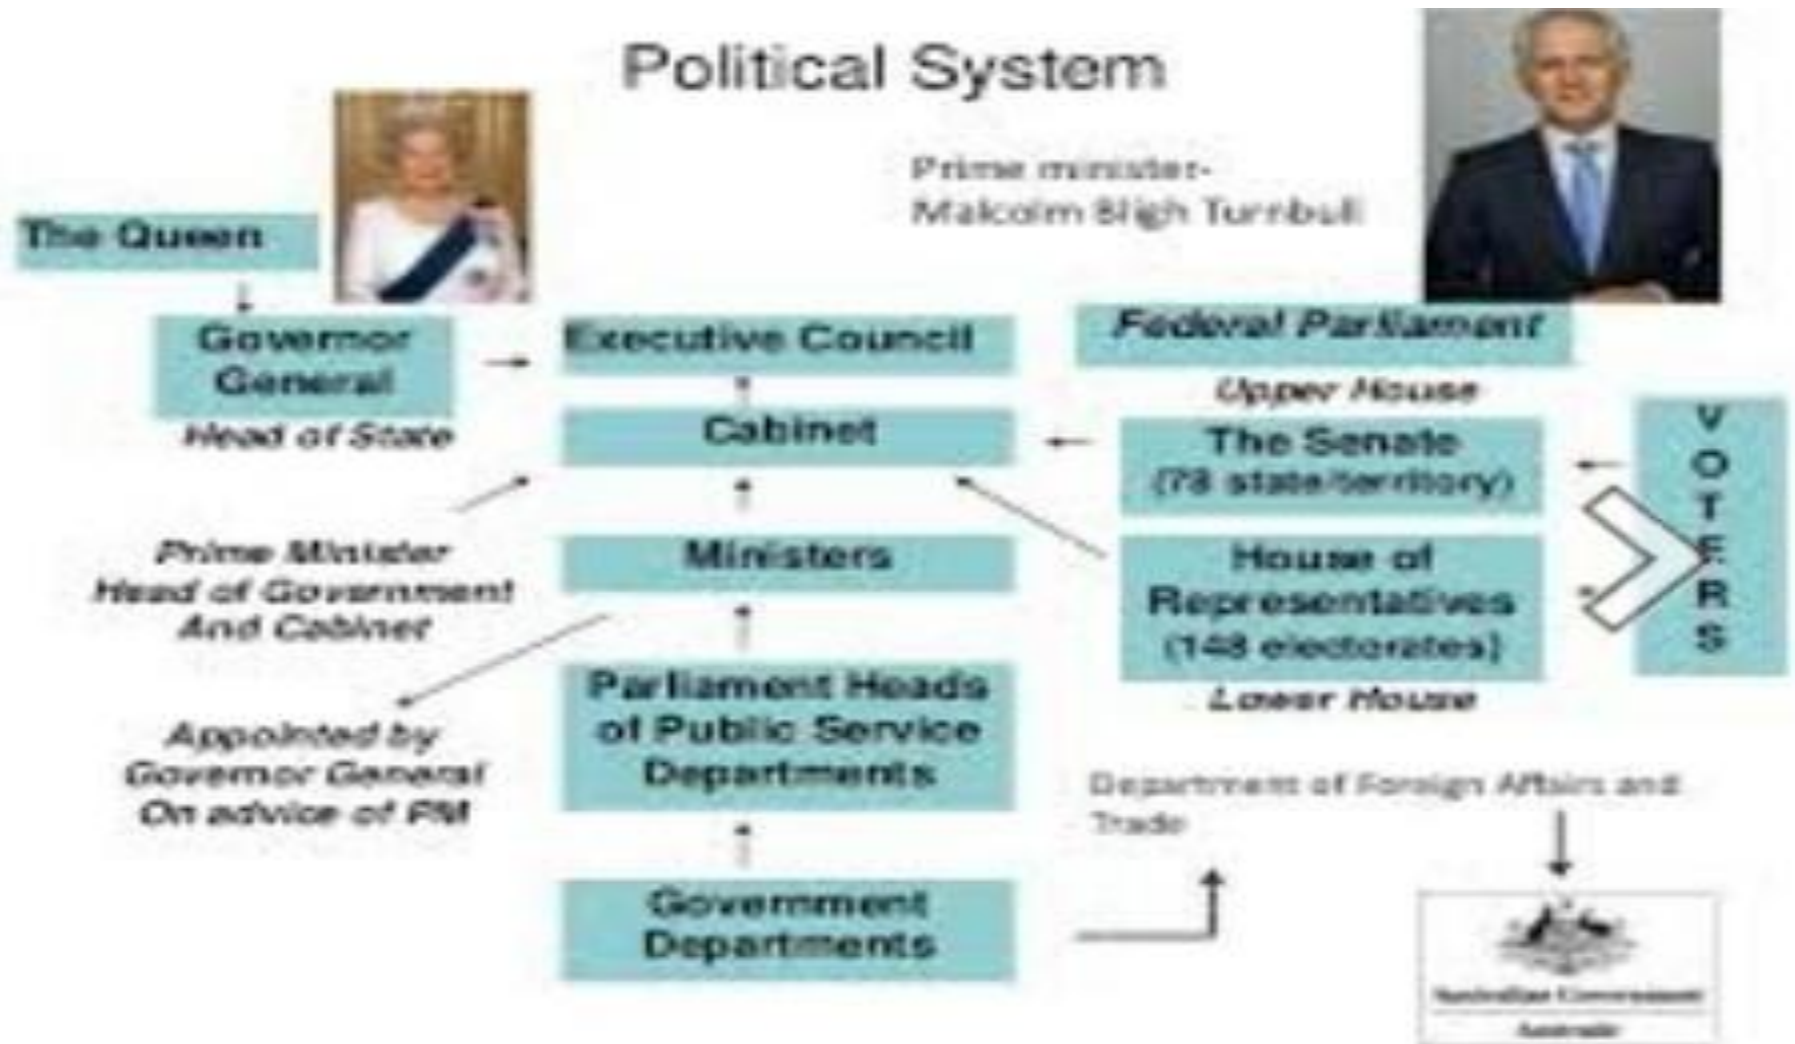 Political System
Prime minister-
Malcolm Bligh Turnbull
The Queen
Governor
General
Head of State
Executive Council
Federal Parliament
Upper House
Cabinet
The Senate
(78 state/territory)
V
O
T
E
R
S
Prime Minister
Head of Government
And Cabinet
Ministers
House of
Representatives
(148 electorates)
Lower House
Parliament Heads
of Public Service
Departments
Appointed by
Governor General
On advice of PM
Department of Foreign Affairs and
Trade
Government
Departments
Australian Government